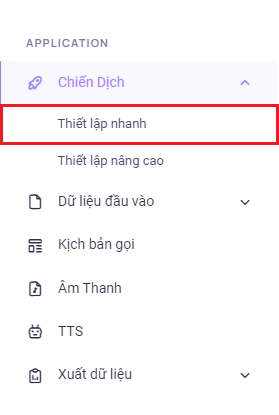 APPLICATION
Chiến Dịch
Thiết lập nhanh
Thiết lập nâng cao
Dữ liệu đầu vào
Kịch bản gọi
Âm Thanh
TTS
Xuất dữ liệu